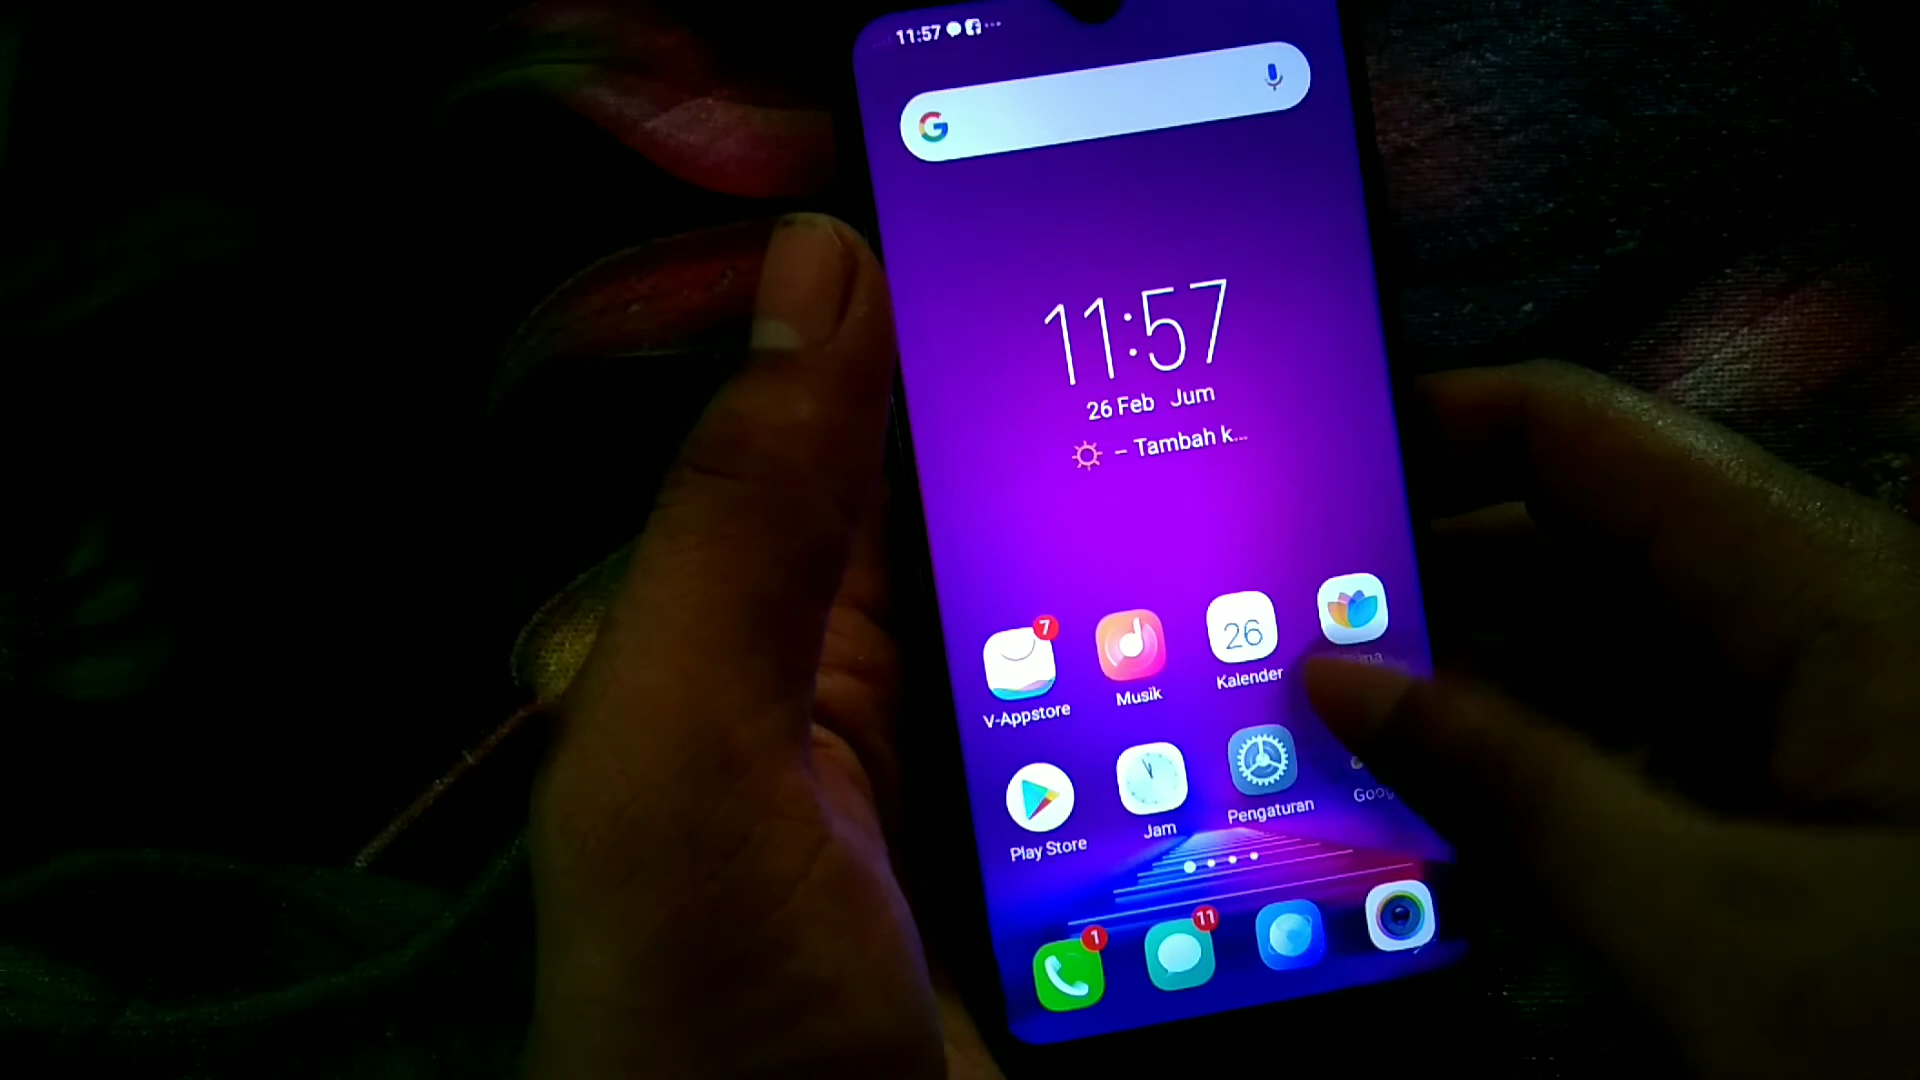 11:57
11:57
26 Feb Jum
– Tambah k...
7
26
V-Appstore
Musik
Kalender
Play Store
Jam
Pengaturan
Goog
1
11